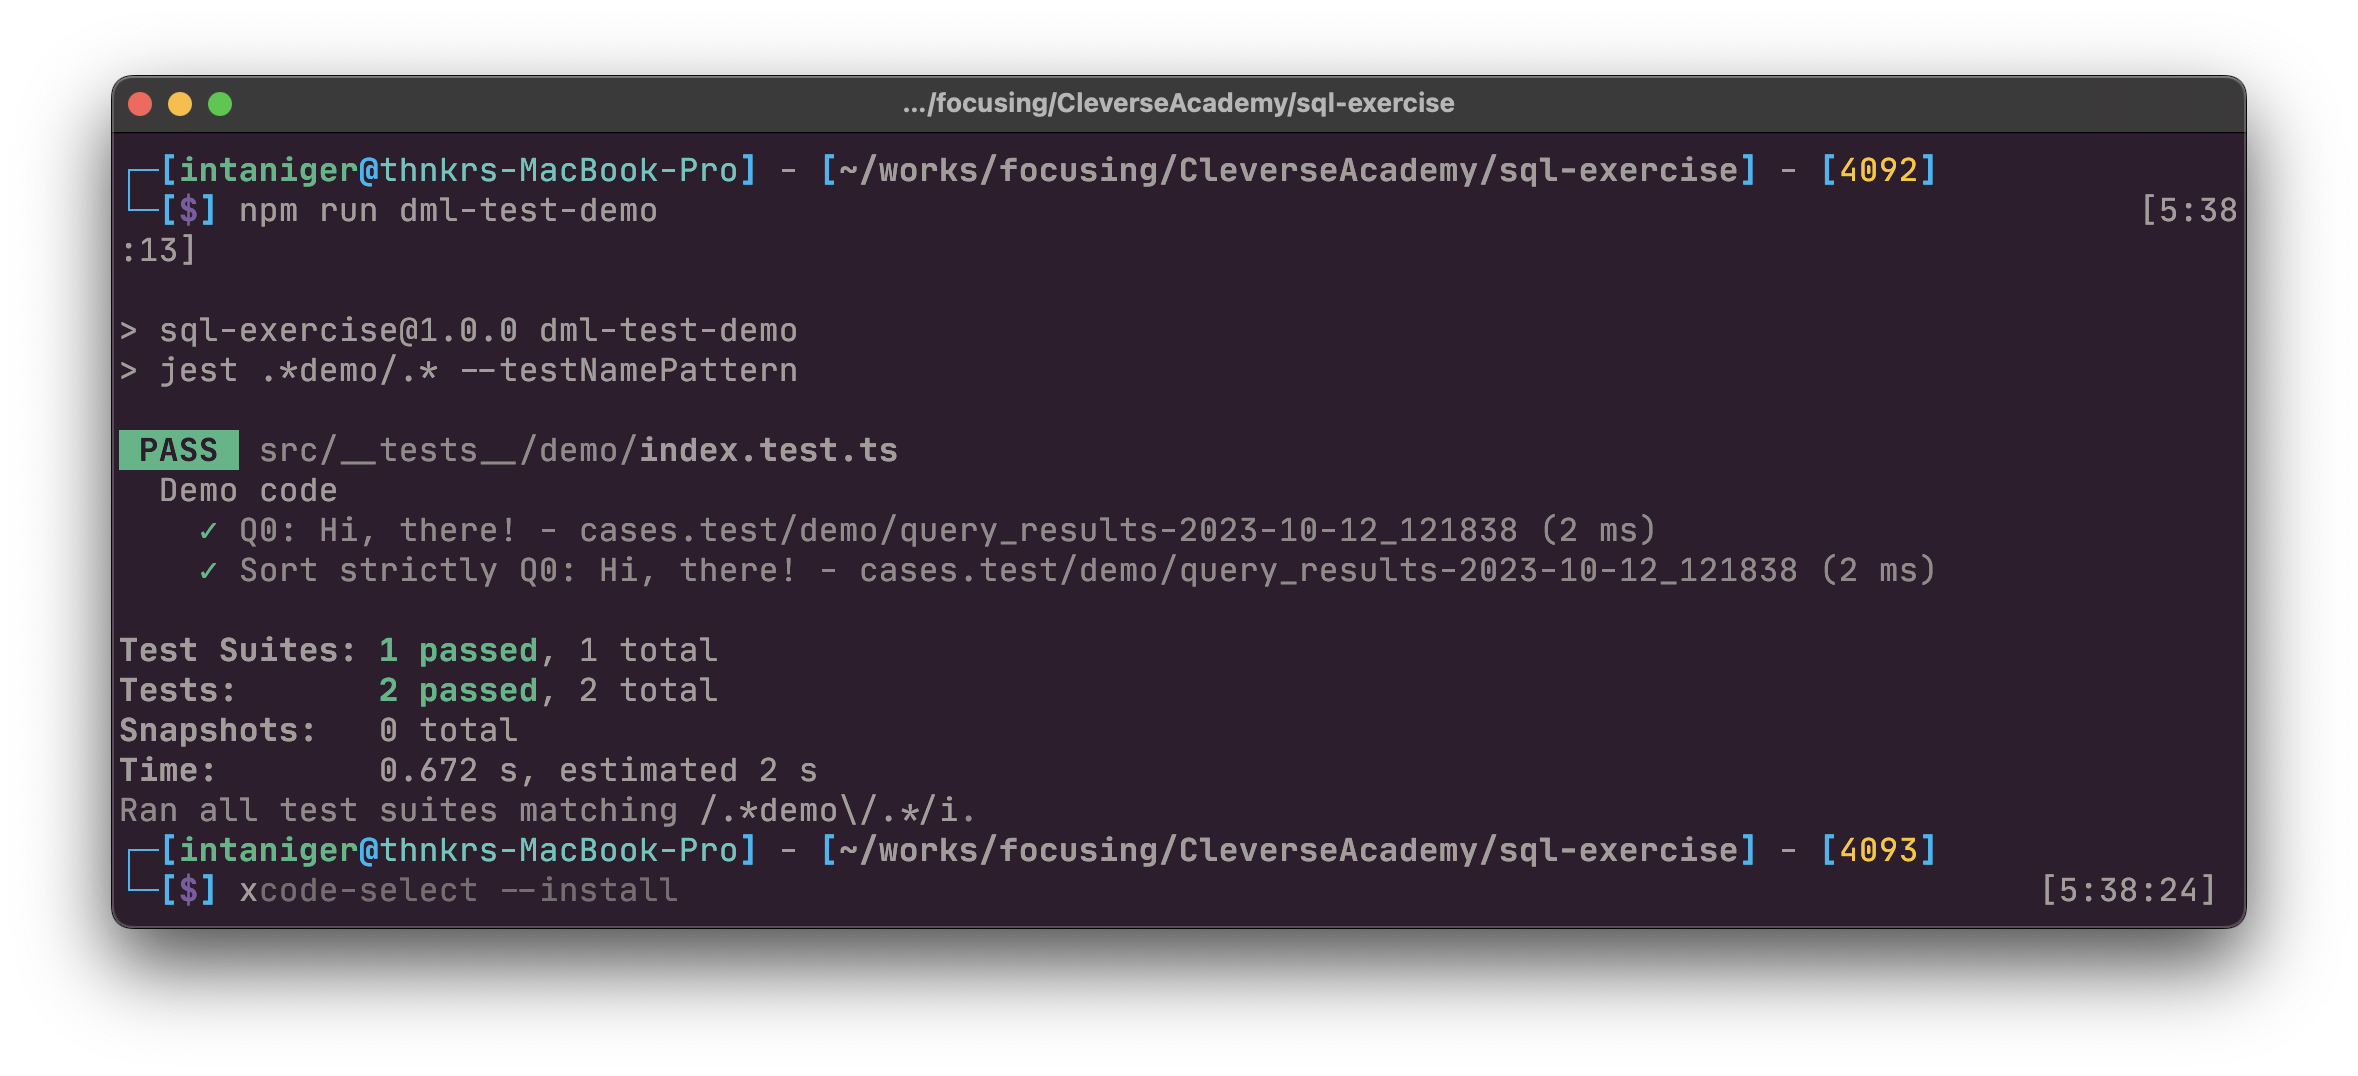 .../focusing/CleverseAcademy/sql-exercise
[intaniger@thnkrs-MacBook-Pro] - [~/works/focusing/CleverseAcademy/sql-exercise] - [4092]
[$] npm run dml-test-demo [5:38
:13]
> sql-exercise@1.0.0 dml-test-demo
> jest .*demo/.* --testNamePattern
PASS src/__tests__/demo/index.test.ts
Demo code
✓ Q0: Hi, there! - cases.test/demo/query_results-2023-10-12_121838 (2 ms)
✓ Sort strictly Q0: Hi, there! - cases.test/demo/query_results-2023-10-12_121838 (2 ms)
Test Suites: 1 passed, 1 total
Tests: 2 passed, 2 total
Snapshots: 0 total
Time: 0.672 s, estimated 2 s
Ran all test suites matching /.*demo\/.*/i.
[intaniger@thnkrs-MacBook-Pro] - [~/works/focusing/CleverseAcademy/sql-exercise] - [4093]
[$] xcode-select --install [5:38:24]